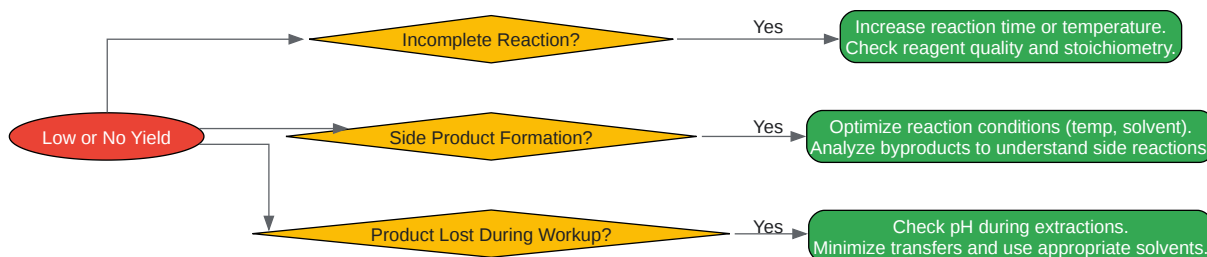 Incomplete Reaction?
Yes
Increase reaction time or temperature.
Check reagent quality and stoichiometry.
Low or No Yield
Side Product Formation?
Yes
Optimize reaction conditions (temp, solvent).
Analyze byproducts to understand side reactions
Product Lost During Workup?
Yes
Check pH during extractions.
Minimize transfers and use appropriate solvents.